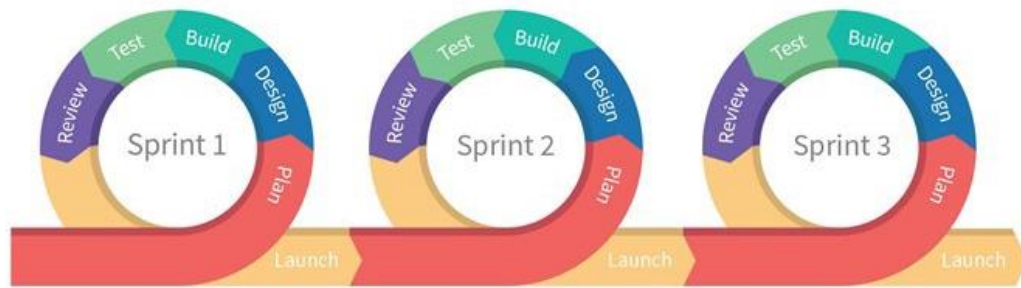 Sprint 1
Plan
Design
Build
Test
Review
Launch
Sprint 2
Plan
Design
Build
Test
Review
Launch
Sprint 3
Plan
Design
Build
Test
Review
Launch